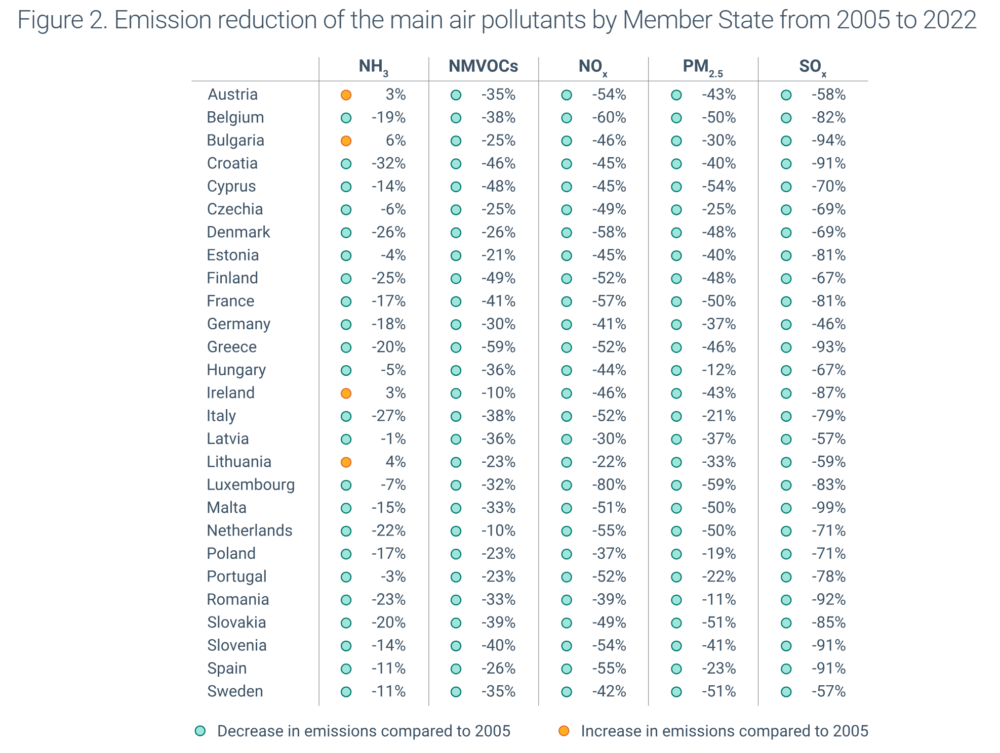 Figure 2. Emission reduction of the main air pollutants by Member State from 2005 to 2022
NH3 NMVOCs NOx PM2.5 SOx
Austria 3% -35% -54% -43% -58%
Belgium -19% -38% -60% -50% -82%
Bulgaria 6% -25% -46% -30% -94%
Croatia -32% -46% -45% -40% -91%
Cyprus -14% -48% -45% -54% -70%
Czechia -6% -25% -49% -25% -69%
Denmark -26% -26% -58% -48% -69%
Estonia -4% -21% -45% -40% -81%
Finland -25% -49% -52% -48% -67%
France -17% -41% -57% -50% -81%
Germany -18% -30% -41% -37% -46%
Greece -20% -59% -52% -46% -93%
Hungary -5% -36% -44% -12% -67%
Ireland 3% -10% -46% -43% -87%
Italy -27% -38% -52% -21% -79%
Latvia -1% -36% -30% -37% -57%
Lithuania 4% -23% -22% -33% -59%
Luxembourg -7% -32% -80% -59% -83%
Malta -15% -33% -51% -50% -99%
Netherlands -22% -10% -55% -50% -71%
Poland -17% -23% -37% -19% -71%
Portugal -3% -23% -52% -22% -78%
Romania -23% -33% -39% -11% -92%
Slovakia -20% -39% -49% -51% -85%
Slovenia -14% -40% -54% -41% -91%
Spain -11% -26% -55% -23% -91%
Sweden -11% -35% -42% -51% -57%
Decrease in emissions compared to 2005 Increase in emissions compared to 2005